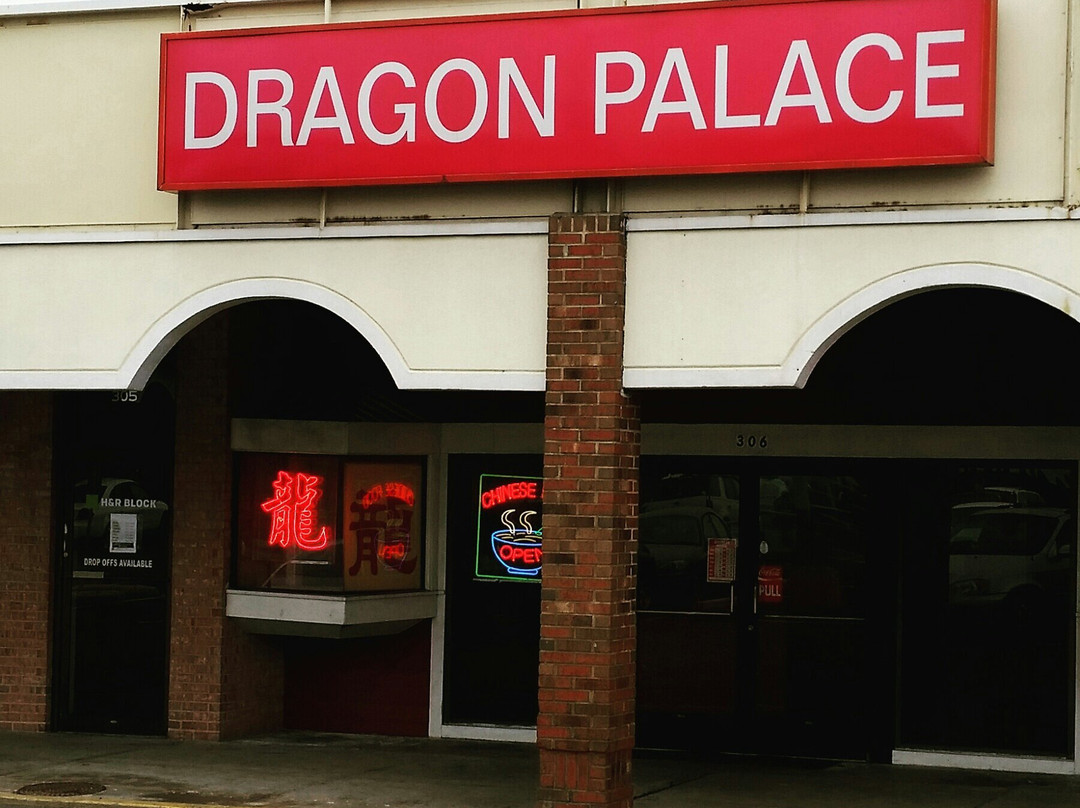 DRAGON PALACE
305
306
H&R BLOCK
DROP OFFS AVAILABLE
龍
龍
CHINESE
OPEN
PULL